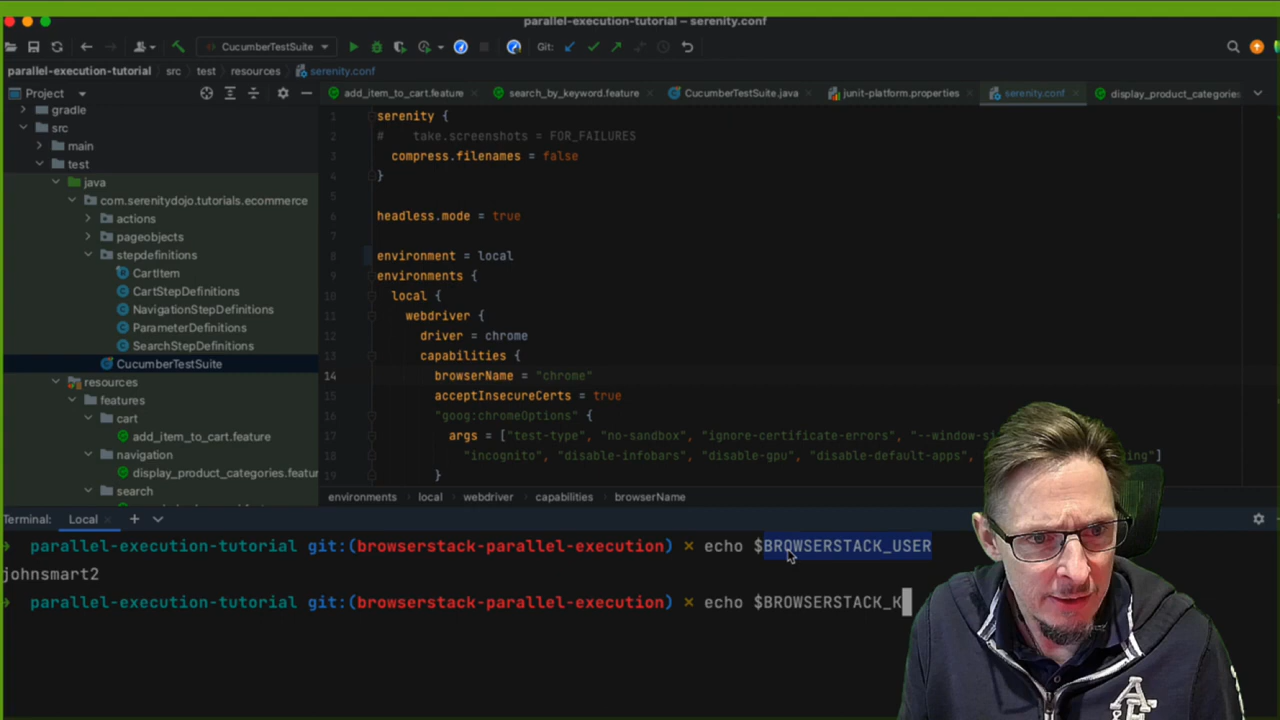 parallel-execution-tutorial – serenity.conf
CucumberTestSuite
Git:
parallel-execution-tutorial
src
test
resources
serenity.conf
Project
add_item_to_cart.feature
search_by_keyword.feature
CucumberTestSuite.java
junit-platform.properties
serenity.conf
display_product_categories
gradle
src
main
test
java
com.serenitydojo.tutorials.ecommerce
actions
pageobjects
stepdefinitions
CartItem
CartStepDefinitions
NavigationStepDefinitions
ParameterDefinitions
SearchStepDefinitions
CucumberTestSuite
resources
features
cart
add_item_to_cart.feature
navigation
display_product_categories.featur
search
1 serenity {
2 # take.screenshots = FOR_FAILURES
3 compress.filenames = false
4 }
5
6 headless.mode = true
7
8 environment = local
9 environments {
10 local {
11 webdriver {
12 driver = chrome
13 capabilities {
14 browserName = "chrome"
15 acceptInsecureCerts = true
16 "goog:chromeOptions" {
17 args = ["test-type", "no-sandbox", "ignore-certificate-errors", "--window-si
18 "incognito", "disable-infobars", "disable-gpu", "disable-default-apps", ing"]
19 }
environments
local
webdriver
capabilities
browserName
Terminal:
Local
parallel-execution-tutorial git:(browserstack-parallel-execution) × echo $BROWSERSTACK_USER
johnsmart2
parallel-execution-tutorial git:(browserstack-parallel-execution) × echo $BROWSERSTACK_K